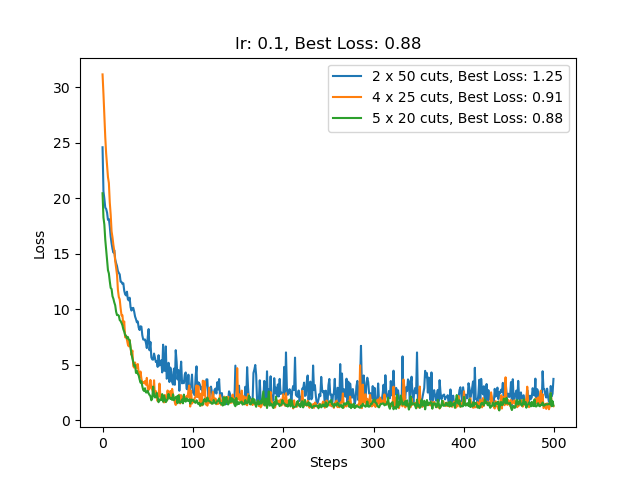 lr: 0.1, Best Loss: 0.88
2 x 50 cuts, Best Loss: 1.25
4 x 25 cuts, Best Loss: 0.91
5 x 20 cuts, Best Loss: 0.88
30
25
20
15
10
5
0
Loss
0 100 200 300 400 500
Steps